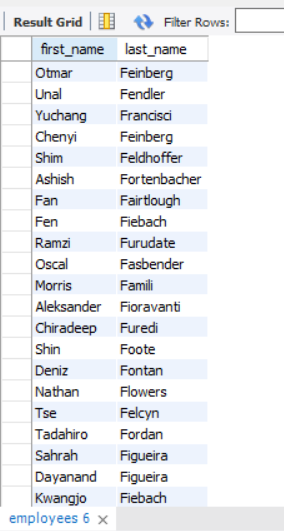 Result Grid Filter Rows:
first_name last_name
Otmar Feinberg
Unal Fendler
Yuchang Francisci
Chenyi Feinberg
Shim Feldhoffer
Ashish Fortenbacher
Fan Fairtlough
Fen Fiebach
Ramzi Furudate
Oscal Fasbender
Morris Famili
Aleksander Fioravanti
Chiradeep Furedi
Shin Foote
Deniz Fontan
Nathan Flowers
Tse Felcyn
Tadahiro Fordan
Sahrah Figueira
Dayanand Figueira
Kwangjo Fiebach
employees 6